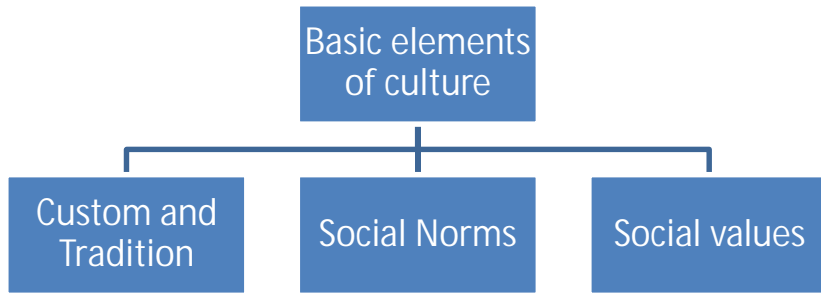 Basic elements
of culture
Custom and
Tradition
Social Norms
Social values